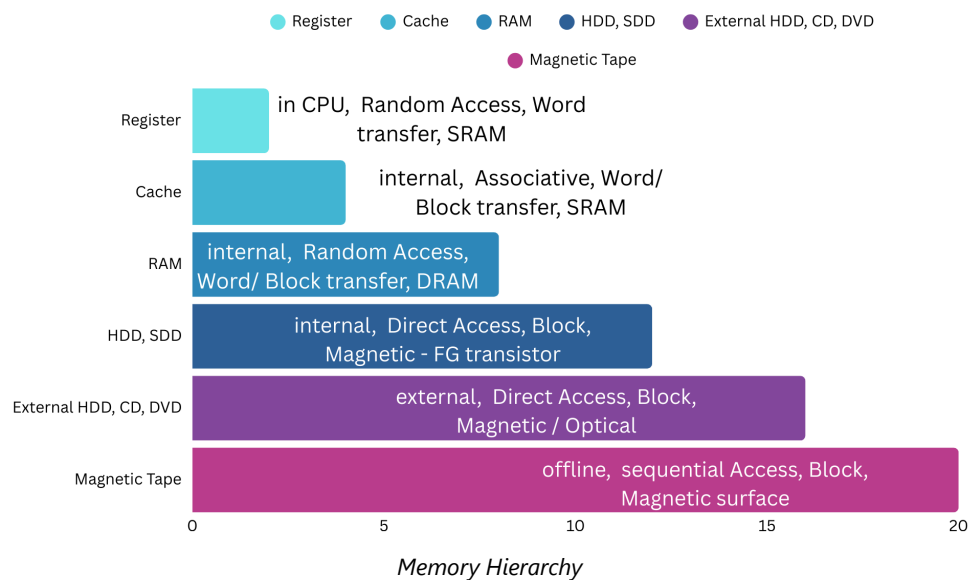 Register Cache RAM HDD, SDD External HDD, CD, DVD
Magnetic Tape
Register
in CPU, Random Access, Word
transfer, SRAM
Cache
internal, Associative, Word/
Block transfer, SRAM
RAM
internal, Random Access,
Word/ Block transfer, DRAM
HDD, SDD
internal, Direct Access, Block,
Magnetic - FG transistor
External HDD, CD, DVD
external, Direct Access, Block,
Magnetic / Optical
Magnetic Tape
offline, sequential Access, Block,
Magnetic surface
0 5 10 15 20
Memory Hierarchy